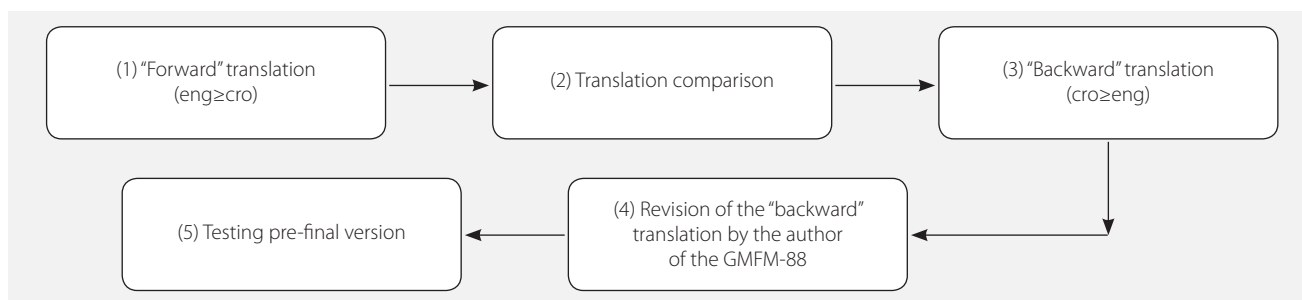 (1) “Forward” translation
(eng≥cro)
(2) Translation comparison
(3) “Backward” translation
(cro≥eng)
(4) Revision of the “backward”
translation by the author
of the GMFM-88
(5) Testing pre-final version